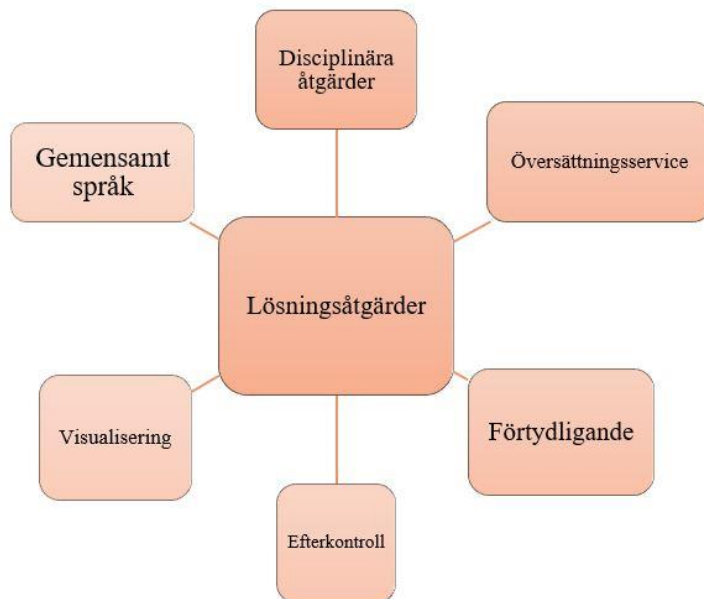 Disciplinära
åtgärder
Översättningsservice
Gemensamt
språk
Lösningsåtgärder
Förtydligande
Visualisering
Efterkontroll